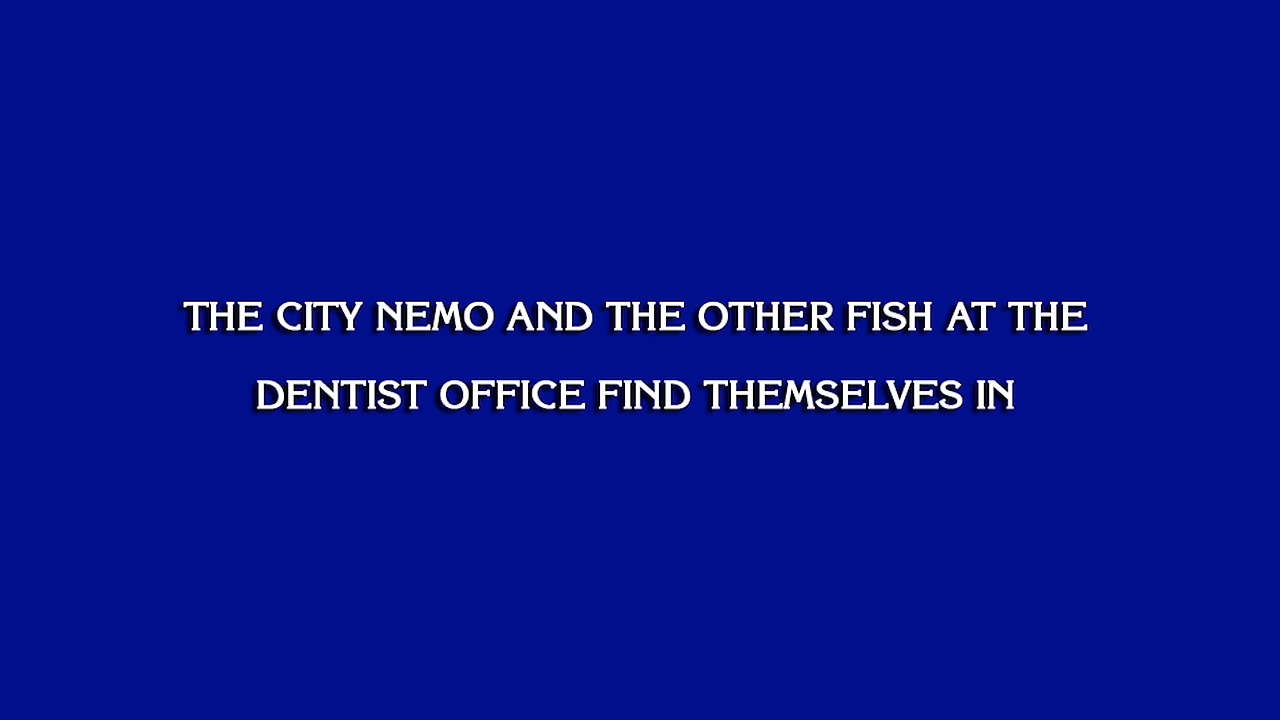 THE CITY NEMO AND THE OTHER FISH AT THE
DENTIST OFFICE FIND THEMSELVES IN